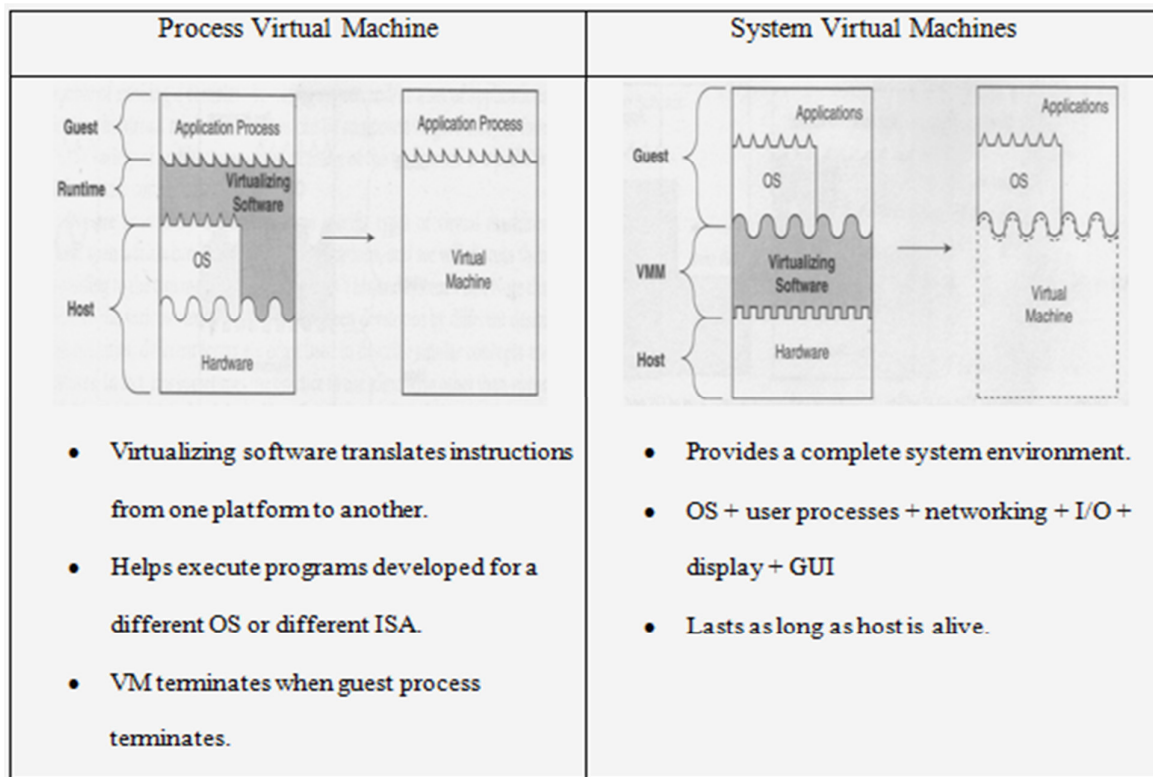 Process Virtual Machine
System Virtual Machines
Guest
Application Process
Runtime
Virtualizing
Software
OS
Host
Hardware
Application Process
Virtual
Machine
Guest
Applications
OS
VMM
Virtualizing
Software
Host
Hardware
Applications
OS
Virtual
Machine
• Virtualizing software translates instructions
from one platform to another.
• Helps execute programs developed for a
different OS or different ISA.
• VM terminates when guest process
terminates.
• Provides a complete system environment.
• OS + user processes + networking + I/O +
display + GUI
• Lasts as long as host is alive.